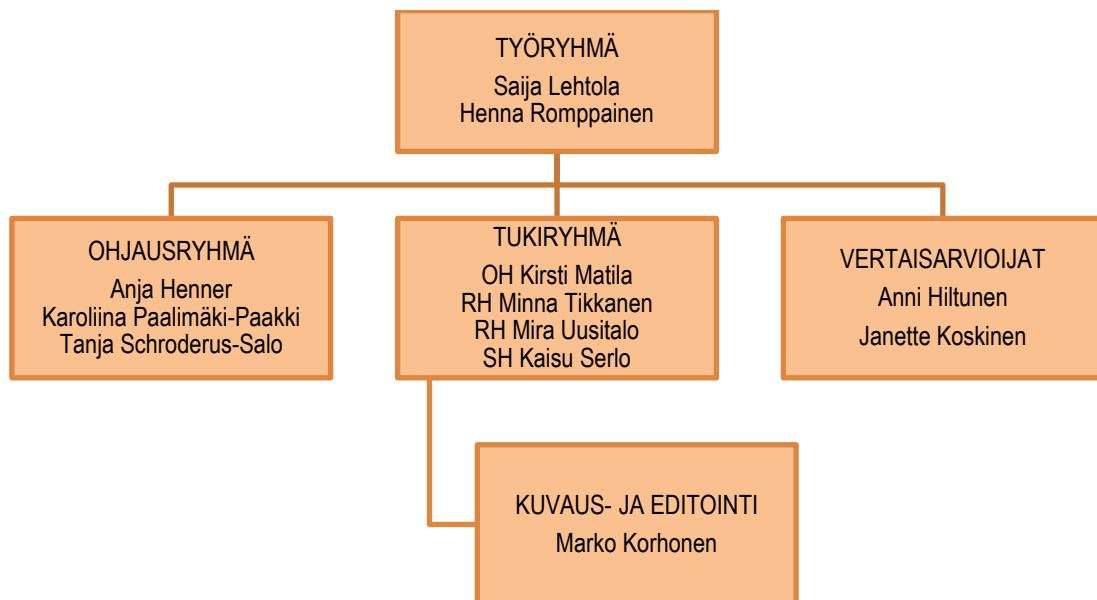 TYÖRYHMÄ
Saija Lehtola
Henna Romppainen
OHJAUSRYHMÄ
Anja Henner
Karoliina Paalimäki-Paakki
Tanja Schroderus-Salo
TUKIRYHMÄ
OH Kirsti Matila
RH Minna Tikkanen
RH Mira Uusitalo
SH Kaisu Serlo
VERTAISARVIOIJAT
Anni Hiltunen
Janette Koskinen
KUVAUS- JA EDITOINTI
Marko Korhonen